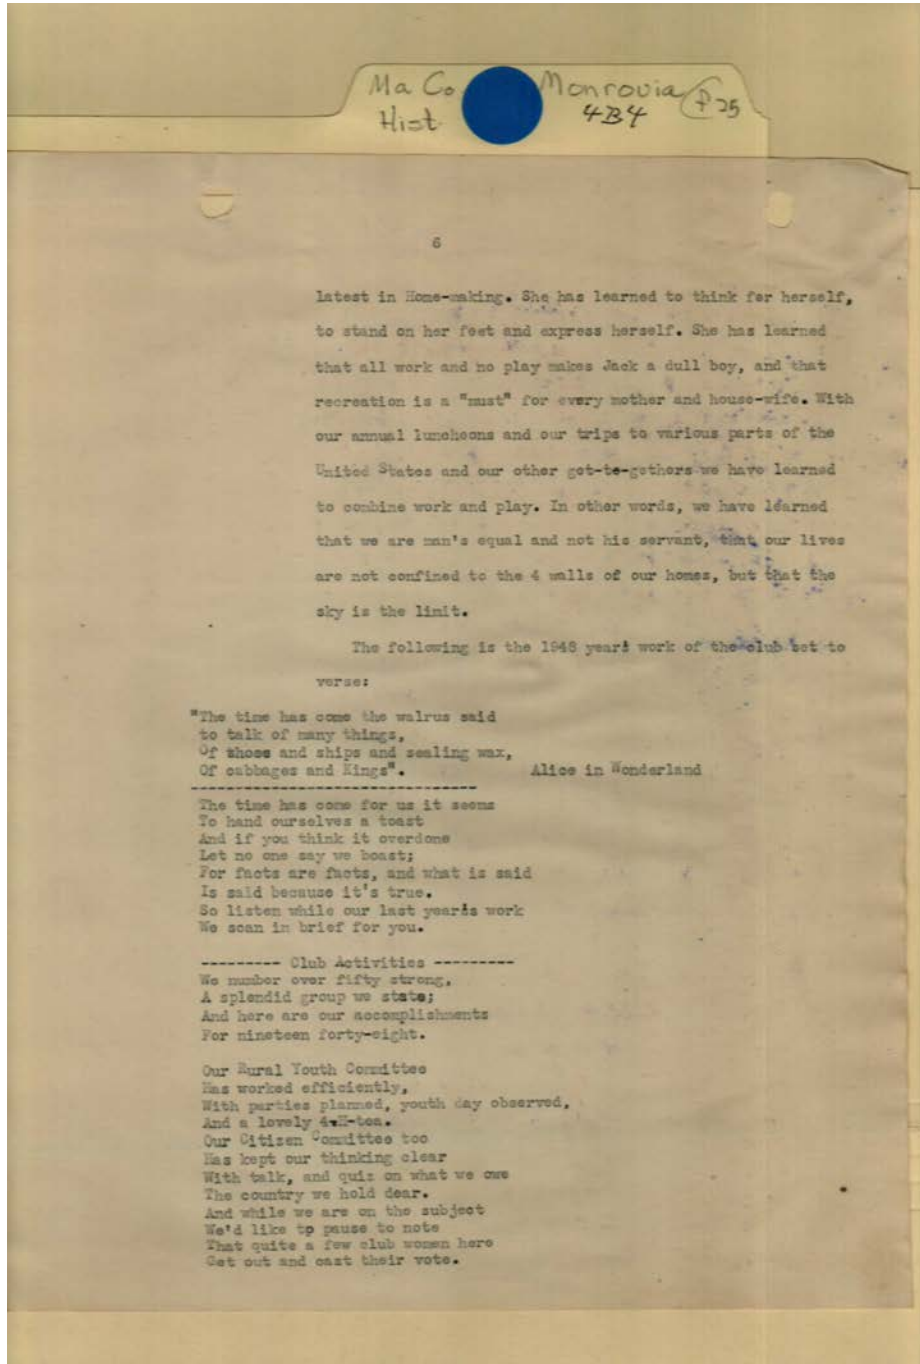 Ma Co Monrovia
Hist. 4B4 P25
6
latest in Home-making. She has learned to think for herself,
to stand on her feet and express herself. She has learned
that all work and no play makes Jack a dull boy, and that
recreation is a "must" for every mother and house-wife. With
our annual luncheons and our trips to various parts of the
United States and our other get-te-gethers we have learned
to combine work and play. In other words, we have learned
that we are man's equal and not his servant, that our lives
are not confined to the 4 walls of our homes, but that the
sky is the limit.
The following is the 1948 years work of the club set to
verse:
"The time has come the walrus said
to talk of many things,
Of shoes and ships and sealing wax,
Of cabbages and Kings". Alice in Wonderland
--------------------------------
The time has come for us it seems
To hand ourselves a toast
And if you think it overdone
Let no one say we boast;
For facts are facts, and what is said
Is said because it's true.
So listen while our last year's work
We scan in brief for you.
--------- Club Activities ---------
We number over fifty strong,
A splendid group we state;
And here are our accomplishments
For nineteen forty-eight.
Our Rural Youth Committee
Has worked efficiently,
With parties planned, youth day observed,
And a lovely 4-H-tea.
Our Citizen Committee too
Has kept our thinking clear
With talk, and quiz on what we owe
The country we hold dear.
And while we are on the subject
We'd like to pause to note
That quite a few club women here
Get out and cast their vote.